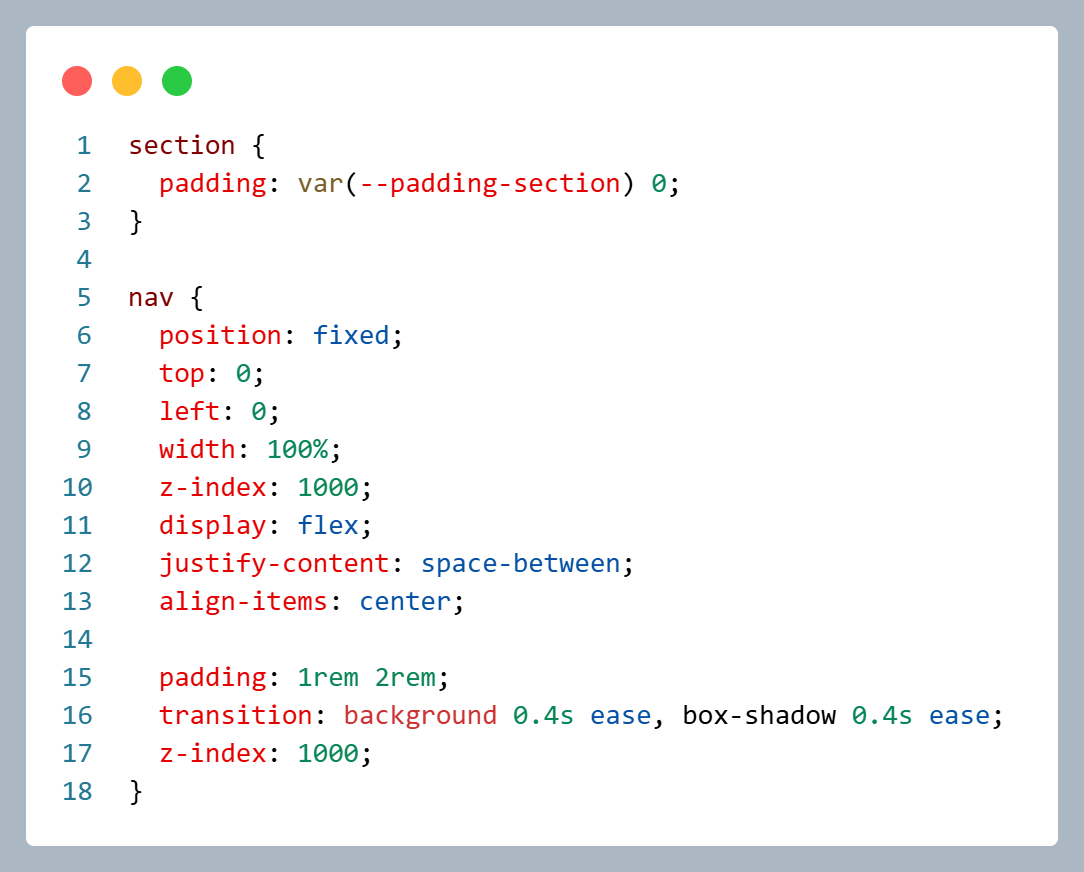 1 section {
2   padding: var(--padding-section) 0;
3 }
4
5 nav {
6   position: fixed;
7   top: 0;
8   left: 0;
9   width: 100%;
10   z-index: 1000;
11   display: flex;
12   justify-content: space-between;
13   align-items: center;
14
15   padding: 1rem 2rem;
16   transition: background 0.4s ease, box-shadow 0.4s ease;
17   z-index: 1000;
18 }